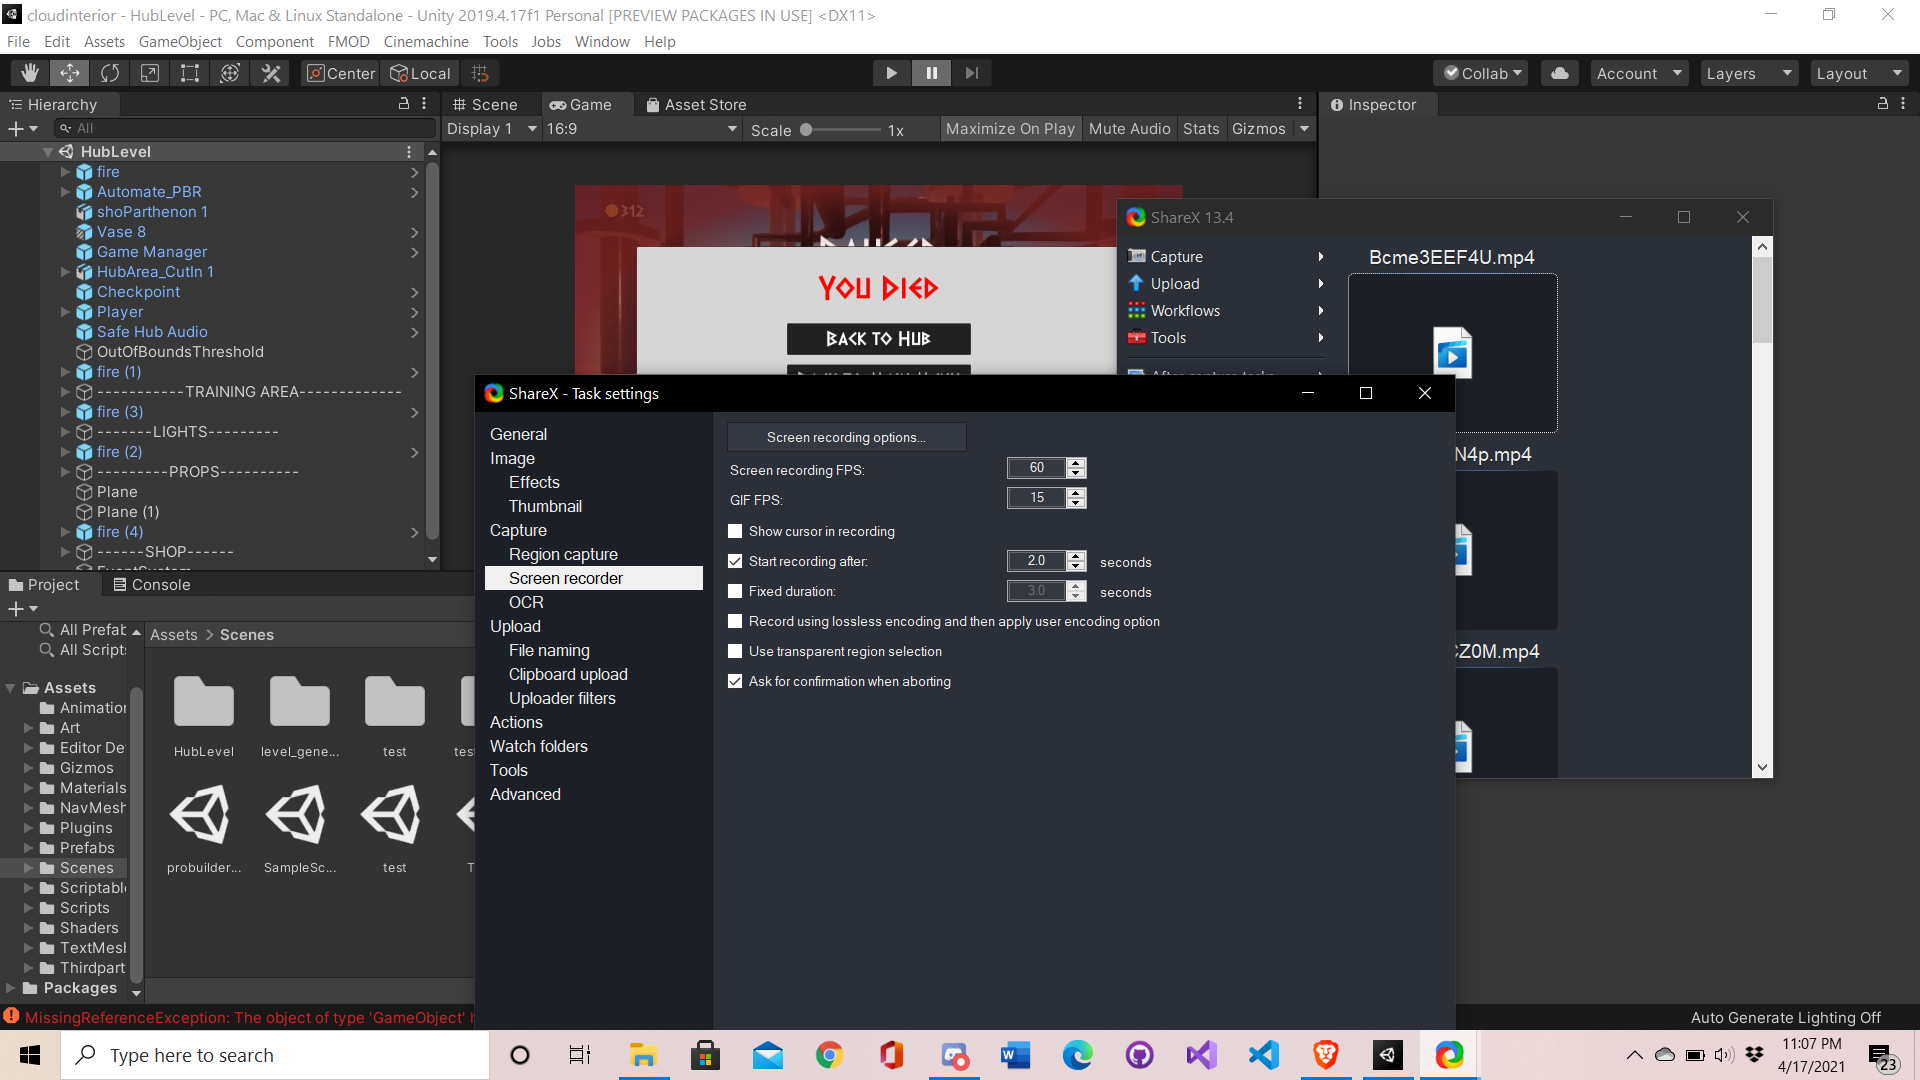 cloudinterior - HubLevel - PC, Mac & Linux Standalone - Unity 2019.4.17f1 Personal [PREVIEW PACKAGES IN USE] <DX11>
File Edit Assets GameObject Component FMOD Cinemachine Tools Jobs Window Help
Center Local Collab Account Layers Layout
Hierarchy
All
HubLevel
fire
Automate_PBR
shoParthenon 1
Vase 8
Game Manager
HubArea_CutIn 1
Checkpoint
Player
Safe Hub Audio
OutOfBoundsThreshold
fire (1)
-----------TRAINING AREA-------------
fire (3)
-------LIGHTS---------
fire (2)
---------PROPS----------
Plane
Plane (1)
fire (4)
------SHOP------
EventSystem
Scene Game Asset Store
Display 1 16:9 Scale 1x Maximize On Play Mute Audio Stats Gizmos
312
You Died
Back to Hub
Inspector
ShareX 13.4
Capture
Upload
Workflows
Tools
After capture tasks
Bcme3EEF4U.mp4
N4p.mp4
CZ0M.mp4
ShareX - Task settings
General
Image
Effects
Thumbnail
Capture
Region capture
Screen recorder
OCR
Upload
File naming
Clipboard upload
Uploader filters
Actions
Watch folders
Tools
Advanced
Screen recording options...
Screen recording FPS: 60
GIF FPS: 15
Show cursor in recording
Start recording after: 2.0 seconds
Fixed duration: 3.0 seconds
Record using lossless encoding and then apply user encoding option
Use transparent region selection
Ask for confirmation when aborting
Project Console
All Prefab
All Scripts
Assets
Animation
Art
Editor De
Gizmos
Materials
NavMesh
Plugins
Prefabs
Scenes
Scriptabl
Scripts
Shaders
TextMesh
Thirdpart
Packages
Assets > Scenes
HubLevel level_gene... test tes
probuilder... SampleSc... test T
MissingReferenceException: The object of type 'GameObject' h
Auto Generate Lighting Off
Type here to search
11:07 PM
4/17/2021
23